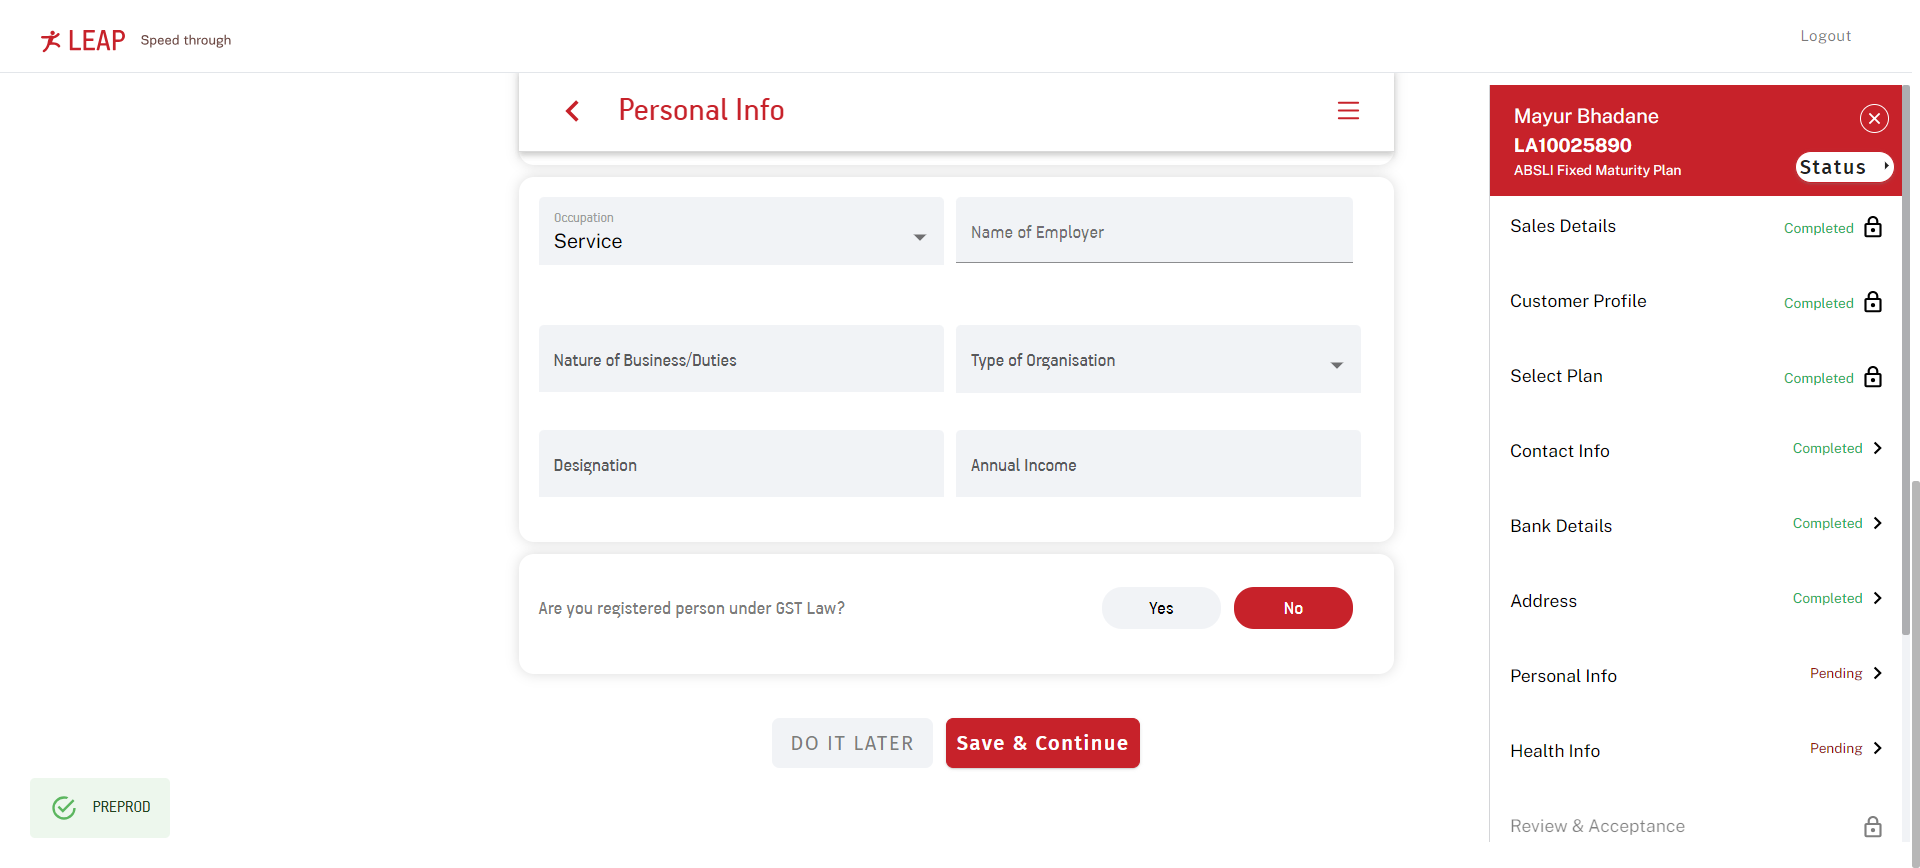 LEAP Speed through
Logout
Personal Info
Occupation
Service
Name of Employer
Nature of Business/Duties
Type of Organisation
Designation
Annual Income
Are you registered person under GST Law?
Yes
No
DO IT LATER
Save & Continue
PREPROD
Mayur Bhadane
LA10025890
ABSLI Fixed Maturity Plan
Status
Sales Details Completed
Customer Profile Completed
Select Plan Completed
Contact Info Completed
Bank Details Completed
Address Completed
Personal Info Pending
Health Info Pending
Review & Acceptance